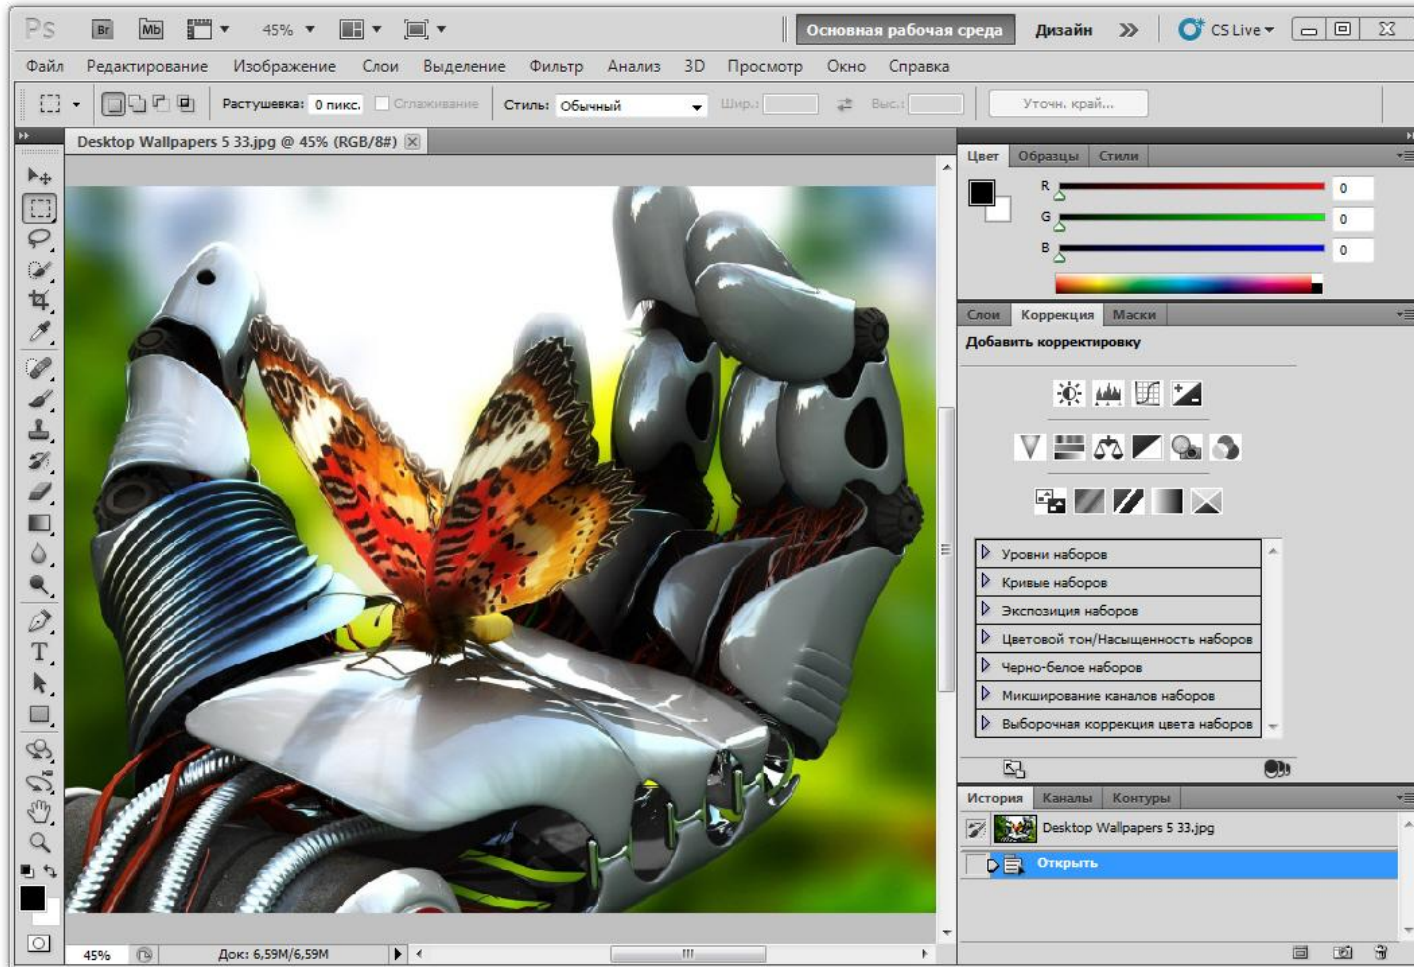 Ps Br Mb 45% Основная рабочая среда Дизайн CS Live
Файл Редактирование Изображение Слои Выделение Фильтр Анализ 3D Просмотр Окно Справка
Растушевка: 0 пикс. Сглаживание Стиль: Обычный Шир.: Выс.: Уточн. край...
Desktop Wallpapers 5 33.jpg @ 45% (RGB/8#)
Цвет Образцы Стили
R 0
G 0
B 0
Слои Коррекция Маски
Добавить корректировку
Уровни наборов
Кривые наборов
Экспозиция наборов
Цветовой тон/Насыщенность наборов
Черно-белое наборов
Микширование каналов наборов
Выборочная коррекция цвета наборов
История Каналы Контуры
Desktop Wallpapers 5 33.jpg
Открыть
45% Док: 6,59M/6,59M